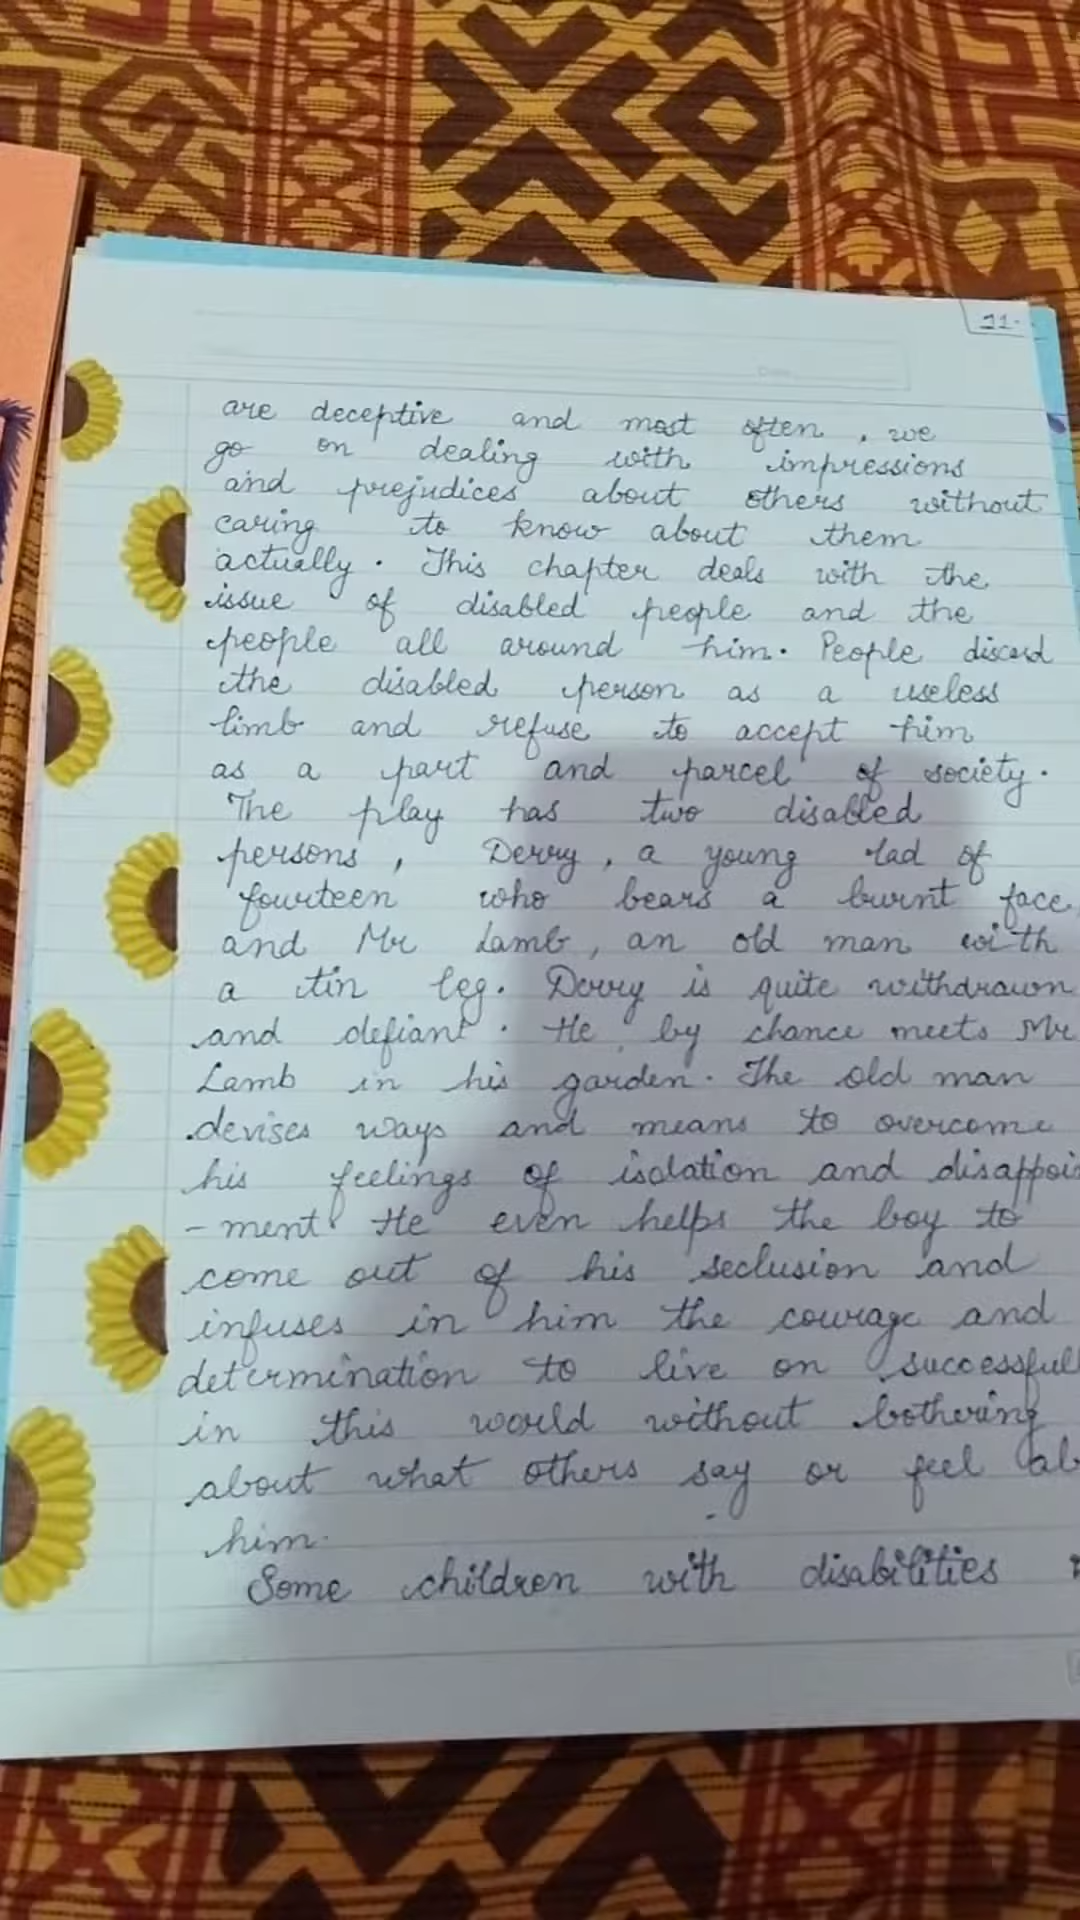 11.
Date
are deceptive and most often, we
go on dealing with impressions
and prejudices about others without
caring to know about them
actually. This chapter deals with the
issue of disabled people and the
people all around him. People discard
the disabled person as a useless
limb and refuse to accept him
as a part and parcel of society.
The play has two disabled
persons, Derry, a young lad of
fourteen who bears a burnt face
and Mr Lamb, an old man with
a tin leg. Derry is quite withdrawn
and defiant. He by chance meets Mr
Lamb in his garden. The old man
devises ways and means to overcome
his feelings of isolation and disappoi
- ment. He even helps the boy to
come out of his seclusion and
infuses in him the courage and
determination to live on successful
in this world without bothering
about what others say or feel ab
him.
Some children with disabilities